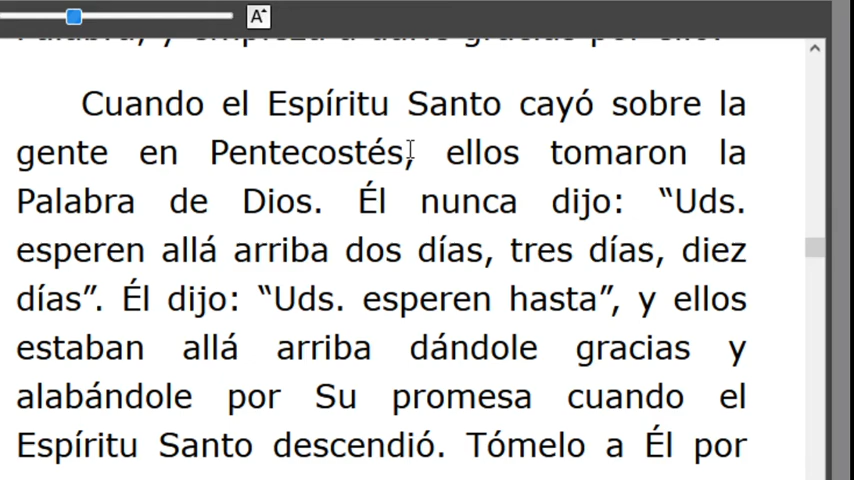 A
Cuando el Espíritu Santo cayó sobre la
gente en Pentecostés, ellos tomaron la
Palabra de Dios. Él nunca dijo: “Uds.
esperen allá arriba dos días, tres días, diez
días”. Él dijo: “Uds. esperen hasta”, y ellos
estaban allá arriba dándole gracias y
alabándole por Su promesa cuando el
Espíritu Santo descendió. Tómelo a Él por